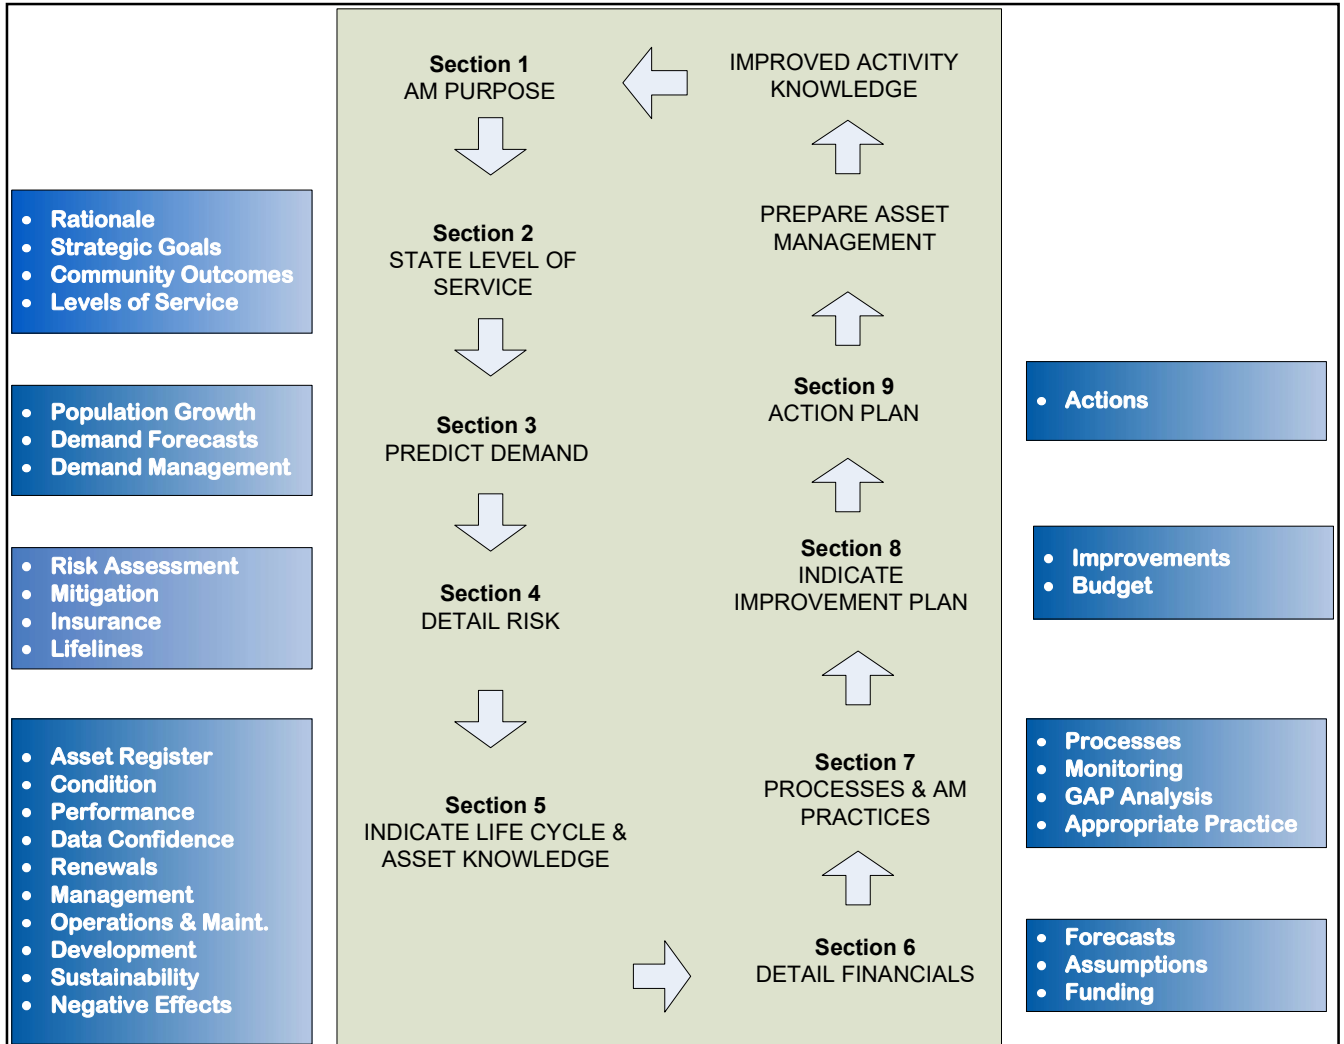 Section 1
AM PURPOSE
IMPROVED ACTIVITY
KNOWLEDGE
• Rationale
• Strategic Goals
• Community Outcomes
• Levels of Service
Section 2
STATE LEVEL OF
SERVICE
PREPARE ASSET
MANAGEMENT
• Population Growth
• Demand Forecasts
• Demand Management
Section 3
PREDICT DEMAND
Section 9
ACTION PLAN
• Actions
• Risk Assessment
• Mitigation
• Insurance
• Lifelines
Section 4
DETAIL RISK
Section 8
INDICATE
IMPROVEMENT PLAN
• Improvements
• Budget
• Asset Register
• Condition
• Performance
• Data Confidence
• Renewals
• Management
• Operations & Maint.
• Development
• Sustainability
• Negative Effects
Section 5
INDICATE LIFE CYCLE &
ASSET KNOWLEDGE
Section 7
PROCESSES & AM
PRACTICES
• Processes
• Monitoring
• GAP Analysis
• Appropriate Practice
Section 6
DETAIL FINANCIALS
• Forecasts
• Assumptions
• Funding